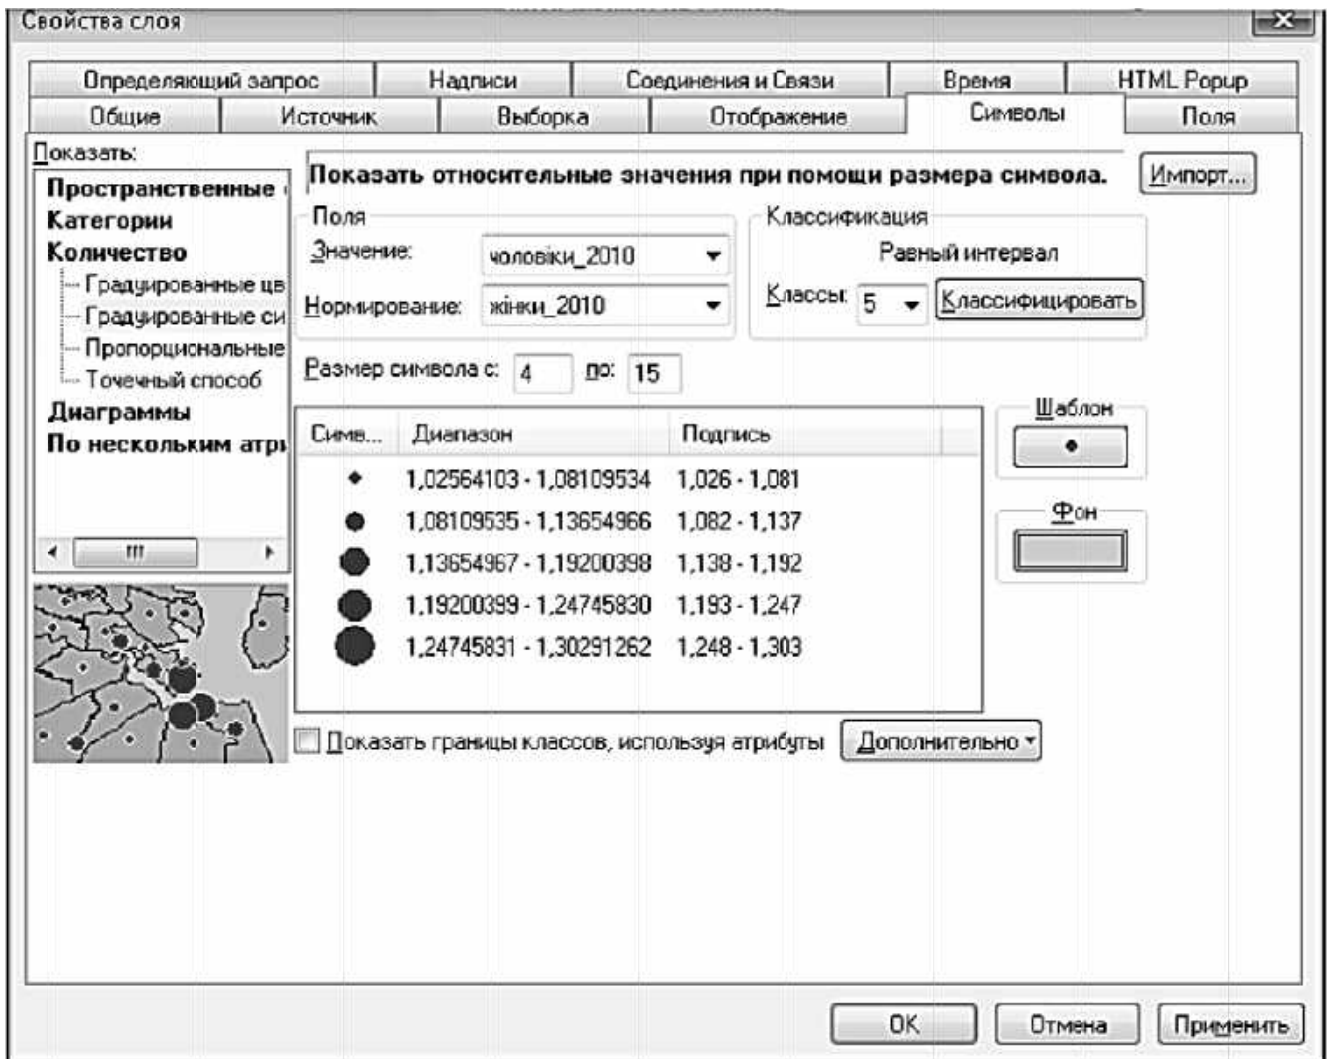 Свойства слоя
Определяющий запрос Надписи Соединения и Связи Время HTML Popup
Общие Источник Выборка Отображение Символы Поля
Показать:
Пространственные
Категории
Количество
Градуированные цв
Градуированные си
Пропорциональные
Точечный способ
Диаграммы
По нескольким атри
Показать относительные значения при помощи размера символа.
Импорт...
Поля
Значение: чоловіки_2010
Нормирование: жінки_2010
Классификация
Равный интервал
Классы: 5 Классифицировать
Размер символа с: 4 по: 15
Симв... Диапазон Подпись
1,02564103 - 1,08109534 1,026 - 1,081
1,08109535 - 1,13654966 1,082 - 1,137
1,13654967 - 1,19200398 1,138 - 1,192
1,19200399 - 1,24745830 1,193 - 1,247
1,24745831 - 1,30291262 1,248 - 1,303
Шаблон
Фон
Показать границы классов, используя атрибуты Дополнительно
OK Отмена Применить